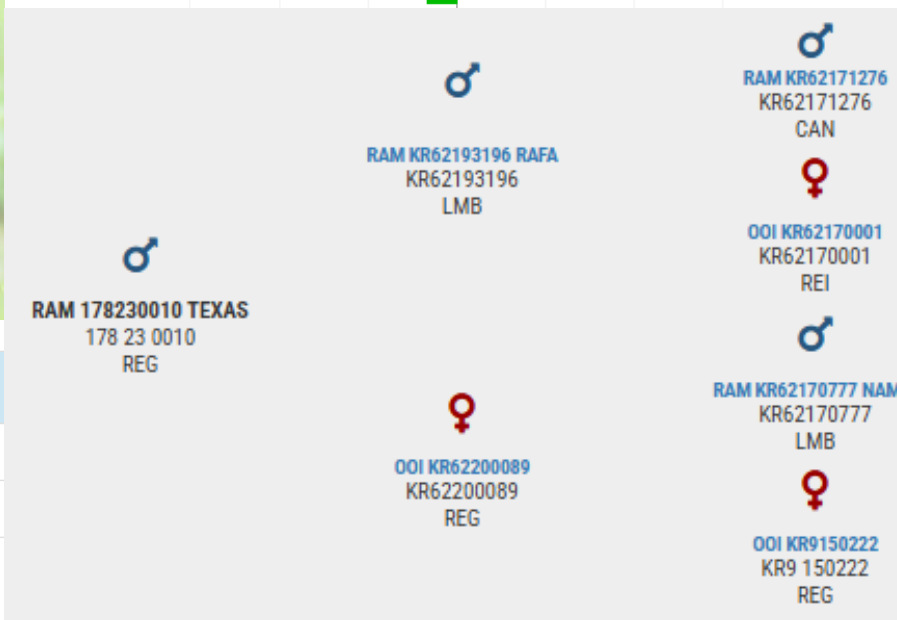 RAM 178230010 TEXAS
178 23 0010
REG
RAM KR62193196 RAFA
KR62193196
LMB
OOI KR62200089
KR62200089
REG
RAM KR62171276
KR62171276
CAN
OOI KR62170001
KR62170001
REI
RAM KR62170777 NAM
KR62170777
LMB
OOI KR9150222
KR9 150222
REG